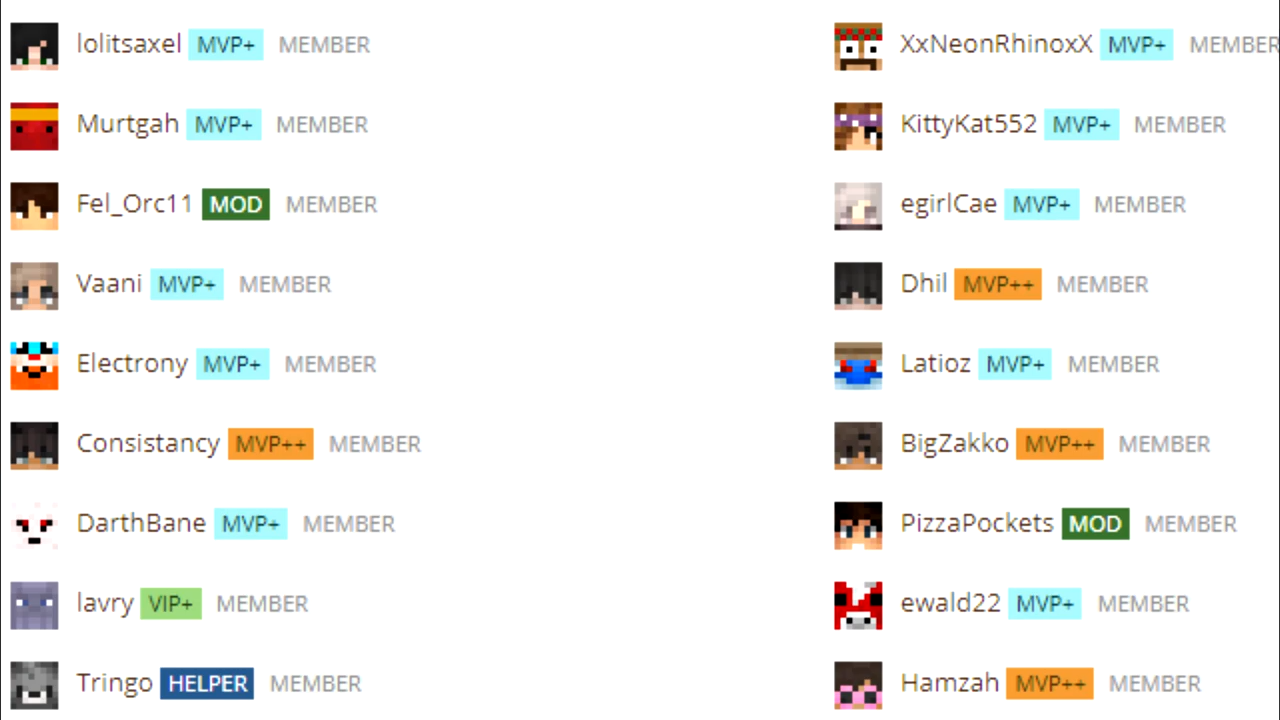 lolitsaxel MVP+ MEMBER
XxNeonRhinoxX MVP+ MEMBER
Murtgah MVP+ MEMBER
KittyKat552 MVP+ MEMBER
Fel_Orc11 MOD MEMBER
egirlCae MVP+ MEMBER
Vaani MVP+ MEMBER
Dhil MVP++ MEMBER
Electrony MVP+ MEMBER
Latioz MVP+ MEMBER
Consistancy MVP++ MEMBER
BigZakko MVP++ MEMBER
DarthBane MVP+ MEMBER
PizzaPockets MOD MEMBER
lavry VIP+ MEMBER
ewald22 MVP+ MEMBER
Tringo HELPER MEMBER
Hamzah MVP++ MEMBER